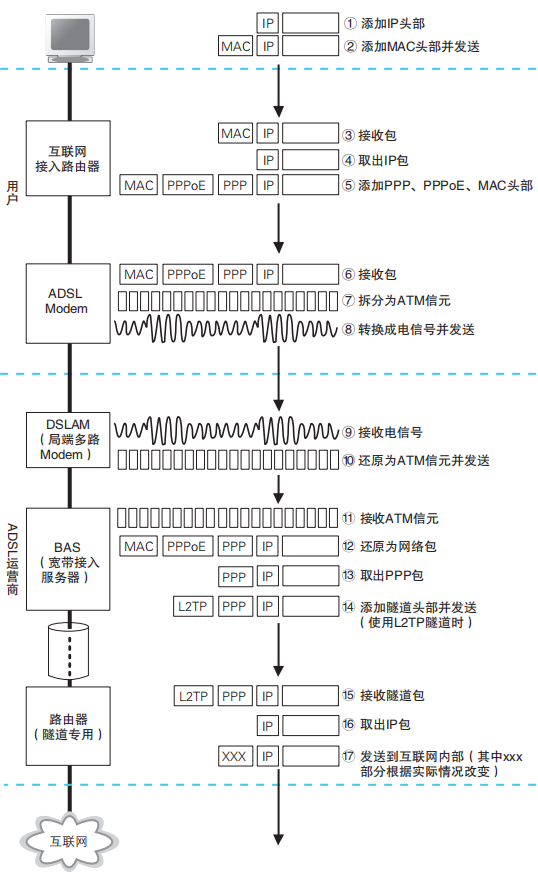 IP
① 添加IP头部
MAC IP
② 添加MAC头部并发送
用户
互联网
接入路由器
MAC IP
③ 接收包
IP
④ 取出IP包
MAC PPPoE PPP IP
⑤ 添加PPP、PPPoE、MAC头部
ADSL
Modem
MAC PPPoE PPP IP
⑥ 接收包
⑦ 拆分为ATM信元
⑧ 转换成电信号并发送
ADSL运营商
DSLAM
（局端多路
Modem）
⑨ 接收电信号
⑩ 还原为ATM信元并发送
BAS
（宽带接入
服务器）
⑪ 接收ATM信元
MAC PPPoE PPP IP
⑫ 还原为网络包
PPP IP
⑬ 取出PPP包
L2TP PPP IP
⑭ 添加隧道头部并发送
（使用L2TP隧道时）
路由器
（隧道专用）
L2TP PPP IP
⑮ 接收隧道包
IP
⑯ 取出IP包
XXX IP
⑰ 发送到互联网内部（其中xxx
部分根据实际情况改变）
互联网